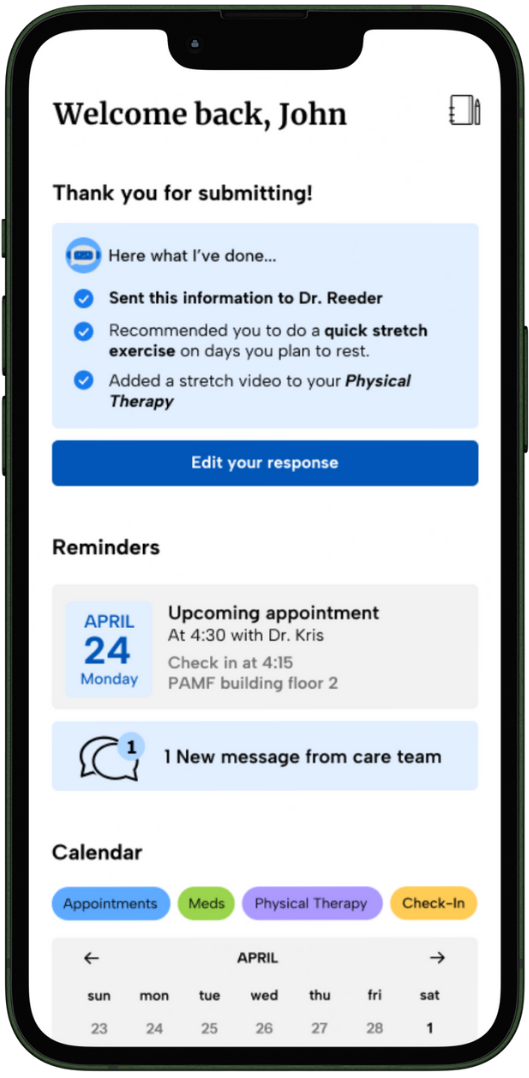 Welcome back, John
Thank you for submitting!
Here what I've done...
Sent this information to Dr. Reeder
Recommended you to do a quick stretch
exercise on days you plan to rest.
Added a stretch video to your Physical
Therapy
Edit your response
Reminders
APRIL
24
Monday
Upcoming appointment
At 4:30 with Dr. Kris
Check in at 4:15
PAMF building floor 2
1
1 New message from care team
Calendar
Appointments Meds Physical Therapy Check-In
APRIL
sun mon tue wed thu fri sat
23 24 25 26 27 28 1